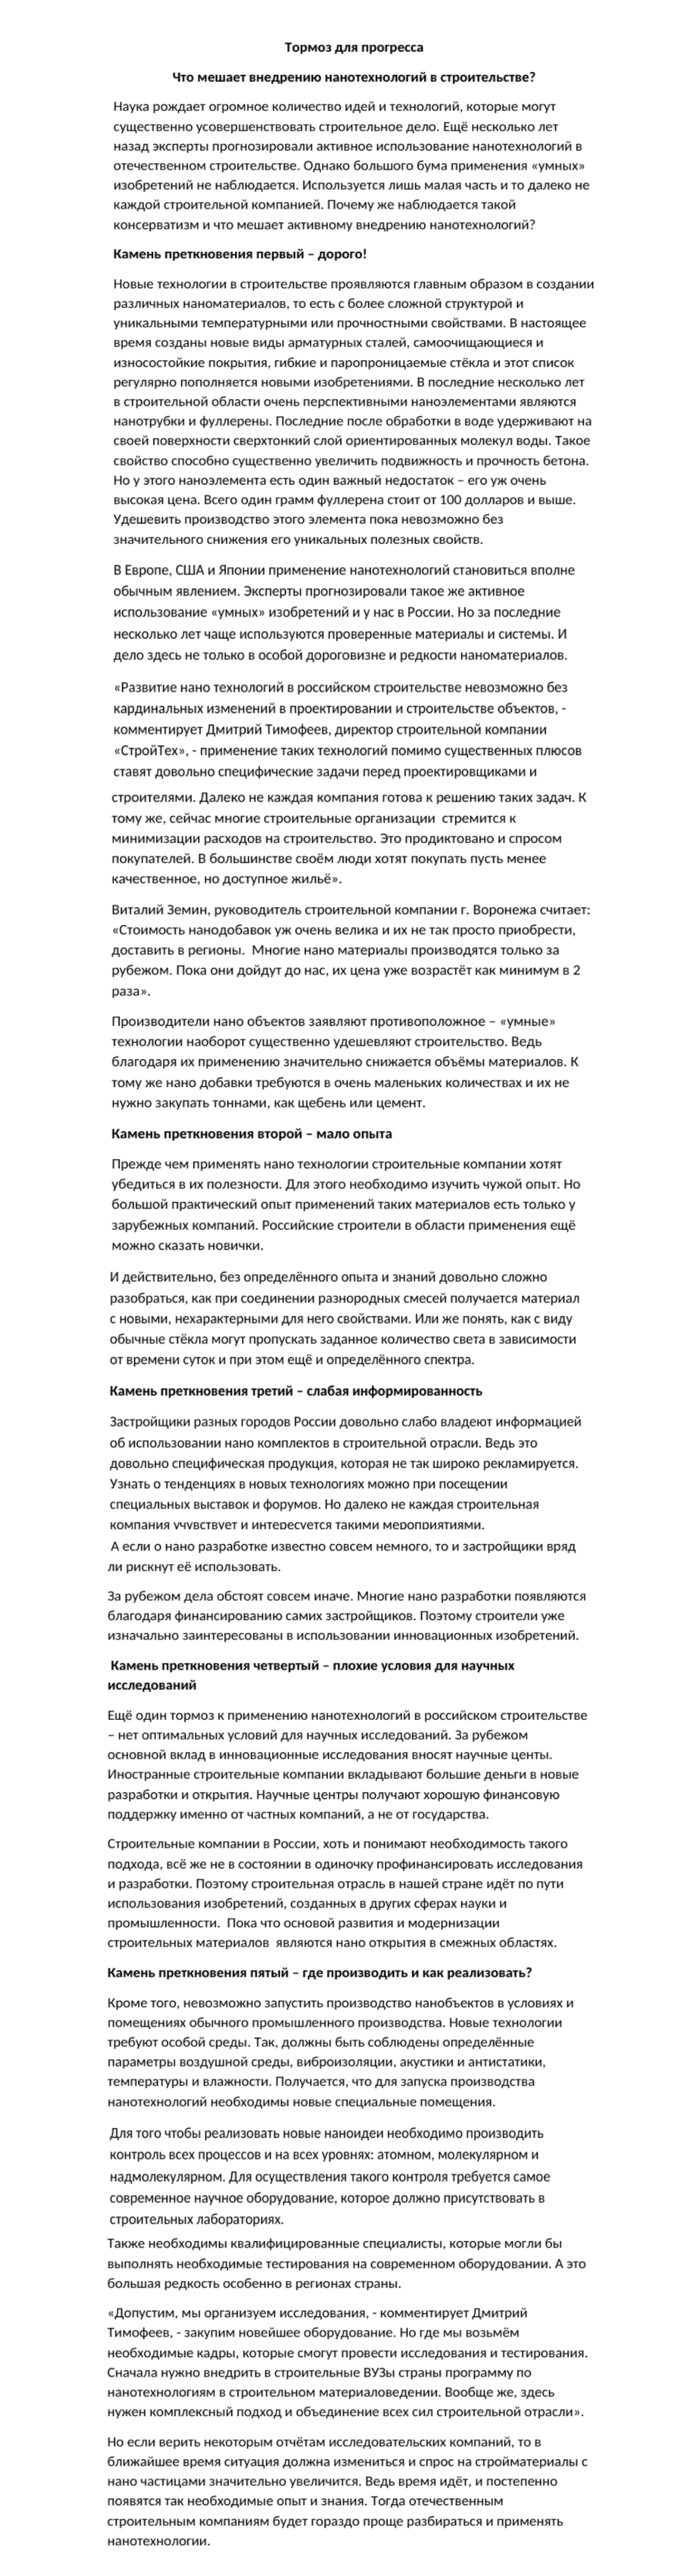 Тормоз для прогресса
Что мешает внедрению нанотехнологий в строительстве?
Наука рождает огромное количество идей и технологий, которые могут
существенно усовершенствовать строительное дело. Ещё несколько лет
назад эксперты прогнозировали активное использование нанотехнологий в
отечественном строительстве. Однако большого бума применения «умных»
изобретений не наблюдается. Используется лишь малая часть и то далеко не
каждой строительной компанией. Почему же наблюдается такой
консерватизм и что мешает активному внедрению нанотехнологий?
Камень преткновения первый – дорого!
Новые технологии в строительстве проявляются главным образом в создании
различных наноматериалов, то есть с более сложной структурой и
уникальными температурными или прочностными свойствами. В настоящее
время созданы новые виды арматурных сталей, самоочищающиеся и
износостойкие покрытия, гибкие и паропроницаемые стёкла и этот список
регулярно пополняется новыми изобретениями. В последние несколько лет
в строительной области очень перспективными наноэлементами являются
нанотрубки и фуллерены. Последние после обработки в воде удерживают на
своей поверхности сверхтонкий слой ориентированных молекул воды. Такое
свойство способно существенно увеличить подвижность и прочность бетона.
Но у этого наноэлемента есть один важный недостаток – его уж очень
высокая цена. Всего один грамм фуллерена стоит от 100 долларов и выше.
Удешевить производство этого элемента пока невозможно без
значительного снижения его уникальных полезных свойств.
В Европе, США и Японии применение нанотехнологий становиться вполне
обычным явлением. Эксперты прогнозировали такое же активное
использование «умных» изобретений и у нас в России. Но за последние
несколько лет чаще используются проверенные материалы и системы. И
дело здесь не только в особой дороговизне и редкости наноматериалов.
«Развитие нано технологий в российском строительстве невозможно без
кардинальных изменений в проектировании и строительстве объектов, -
комментирует Дмитрий Тимофеев, директор строительной компании
«СтройТех», - применение таких технологий помимо существенных плюсов
ставят довольно специфические задачи перед проектировщиками и
строителями. Далеко не каждая компания готова к решению таких задач. К
тому же, сейчас многие строительные организации  стремится к
минимизации расходов на строительство. Это продиктовано и спросом
покупателей. В большинстве своём люди хотят покупать пусть менее
качественное, но доступное жильё».
Виталий Земин, руководитель строительной компании г. Воронежа считает:
«Стоимость нанодобавок уж очень велика и их не так просто приобрести,
доставить в регионы.  Многие нано материалы производятся только за
рубежом. Пока они дойдут до нас, их цена уже возрастёт как минимум в 2
раза».
Производители нано объектов заявляют противоположное – «умные»
технологии наоборот существенно удешевляют строительство. Ведь
благодаря их применению значительно снижается объёмы материалов. К
тому же нано добавки требуются в очень маленьких количествах и их не
нужно закупать тоннами, как щебень или цемент.
Камень преткновения второй – мало опыта
Прежде чем применять нано технологии строительные компании хотят
убедиться в их полезности. Для этого необходимо изучить чужой опыт. Но
большой практический опыт применений таких материалов есть только у
зарубежных компаний. Российские строители в области применения ещё
можно сказать новички.
И действительно, без определённого опыта и знаний довольно сложно
разобраться, как при соединении разнородных смесей получается материал
с новыми, нехарактерными для него свойствами. Или же понять, как с виду
обычные стёкла могут пропускать заданное количество света в зависимости
от времени суток и при этом ещё и определённого спектра.
Камень преткновения третий – слабая информированность
Застройщики разных городов России довольно слабо владеют информацией
об использовании нано комплектов в строительной отрасли. Ведь это
довольно специфическая продукция, которая не так широко рекламируется.
Узнать о тенденциях в новых технологиях можно при посещении
специальных выставок и форумов. Но далеко не каждая строительная
компания учувствует и интересуется такими мероприятиями.
А если о нано разработке известно совсем немного, то и застройщики вряд
ли рискнут её использовать.
За рубежом дела обстоят совсем иначе. Многие нано разработки появляются
благодаря финансированию самих застройщиков. Поэтому строители уже
изначально заинтересованы в использовании инновационных изобретений.
Камень преткновения четвертый – плохие условия для научных
исследований
Ещё один тормоз к применению нанотехнологий в российском строительстве
– нет оптимальных условий для научных исследований. За рубежом
основной вклад в инновационные исследования вносят научные центы.
Иностранные строительные компании вкладывают большие деньги в новые
разработки и открытия. Научные центры получают хорошую финансовую
поддержку именно от частных компаний, а не от государства.
Строительные компании в России, хоть и понимают необходимость такого
подхода, всё же не в состоянии в одиночку профинансировать исследования
и разработки. Поэтому строительная отрасль в нашей стране идёт по пути
использования изобретений, созданных в других сферах науки и
промышленности.  Пока что основой развития и модернизации
строительных материалов  являются нано открытия в смежных областях.
Камень преткновения пятый – где производить и как реализовать?
Кроме того, невозможно запустить производство нанобъектов в условиях и
помещениях обычного промышленного производства. Новые технологии
требуют особой среды. Так, должны быть соблюдены определённые
параметры воздушной среды, виброизоляции, акустики и антистатики,
температуры и влажности. Получается, что для запуска производства
нанотехнологий необходимы новые специальные помещения.
Для того чтобы реализовать новые наноидеи необходимо производить
контроль всех процессов и на всех уровнях: атомном, молекулярном и
надмолекулярном. Для осуществления такого контроля требуется самое
современное научное оборудование, которое должно присутствовать в
строительных лабораториях.
Также необходимы квалифицированные специалисты, которые могли бы
выполнять необходимые тестирования на современном оборудовании. А это
большая редкость особенно в регионах страны.
«Допустим, мы организуем исследования, - комментирует Дмитрий
Тимофеев, - закупим новейшее оборудование. Но где мы возьмём
необходимые кадры, которые смогут провести исследования и тестирования.
Сначала нужно внедрить в строительные ВУЗы страны программу по
нанотехнологиям в строительном материаловедении. Вообще же, здесь
нужен комплексный подход и объединение всех сил строительной отрасли».
Но если верить некоторым отчётам исследовательских компаний, то в
ближайшее время ситуация должна измениться и спрос на стройматериалы с
нано частицами значительно увеличится. Ведь время идёт, и постепенно
появятся так необходимые опыт и знания. Тогда отечественным
строительным компаниям будет гораздо проще разбираться и применять
нанотехнологии.